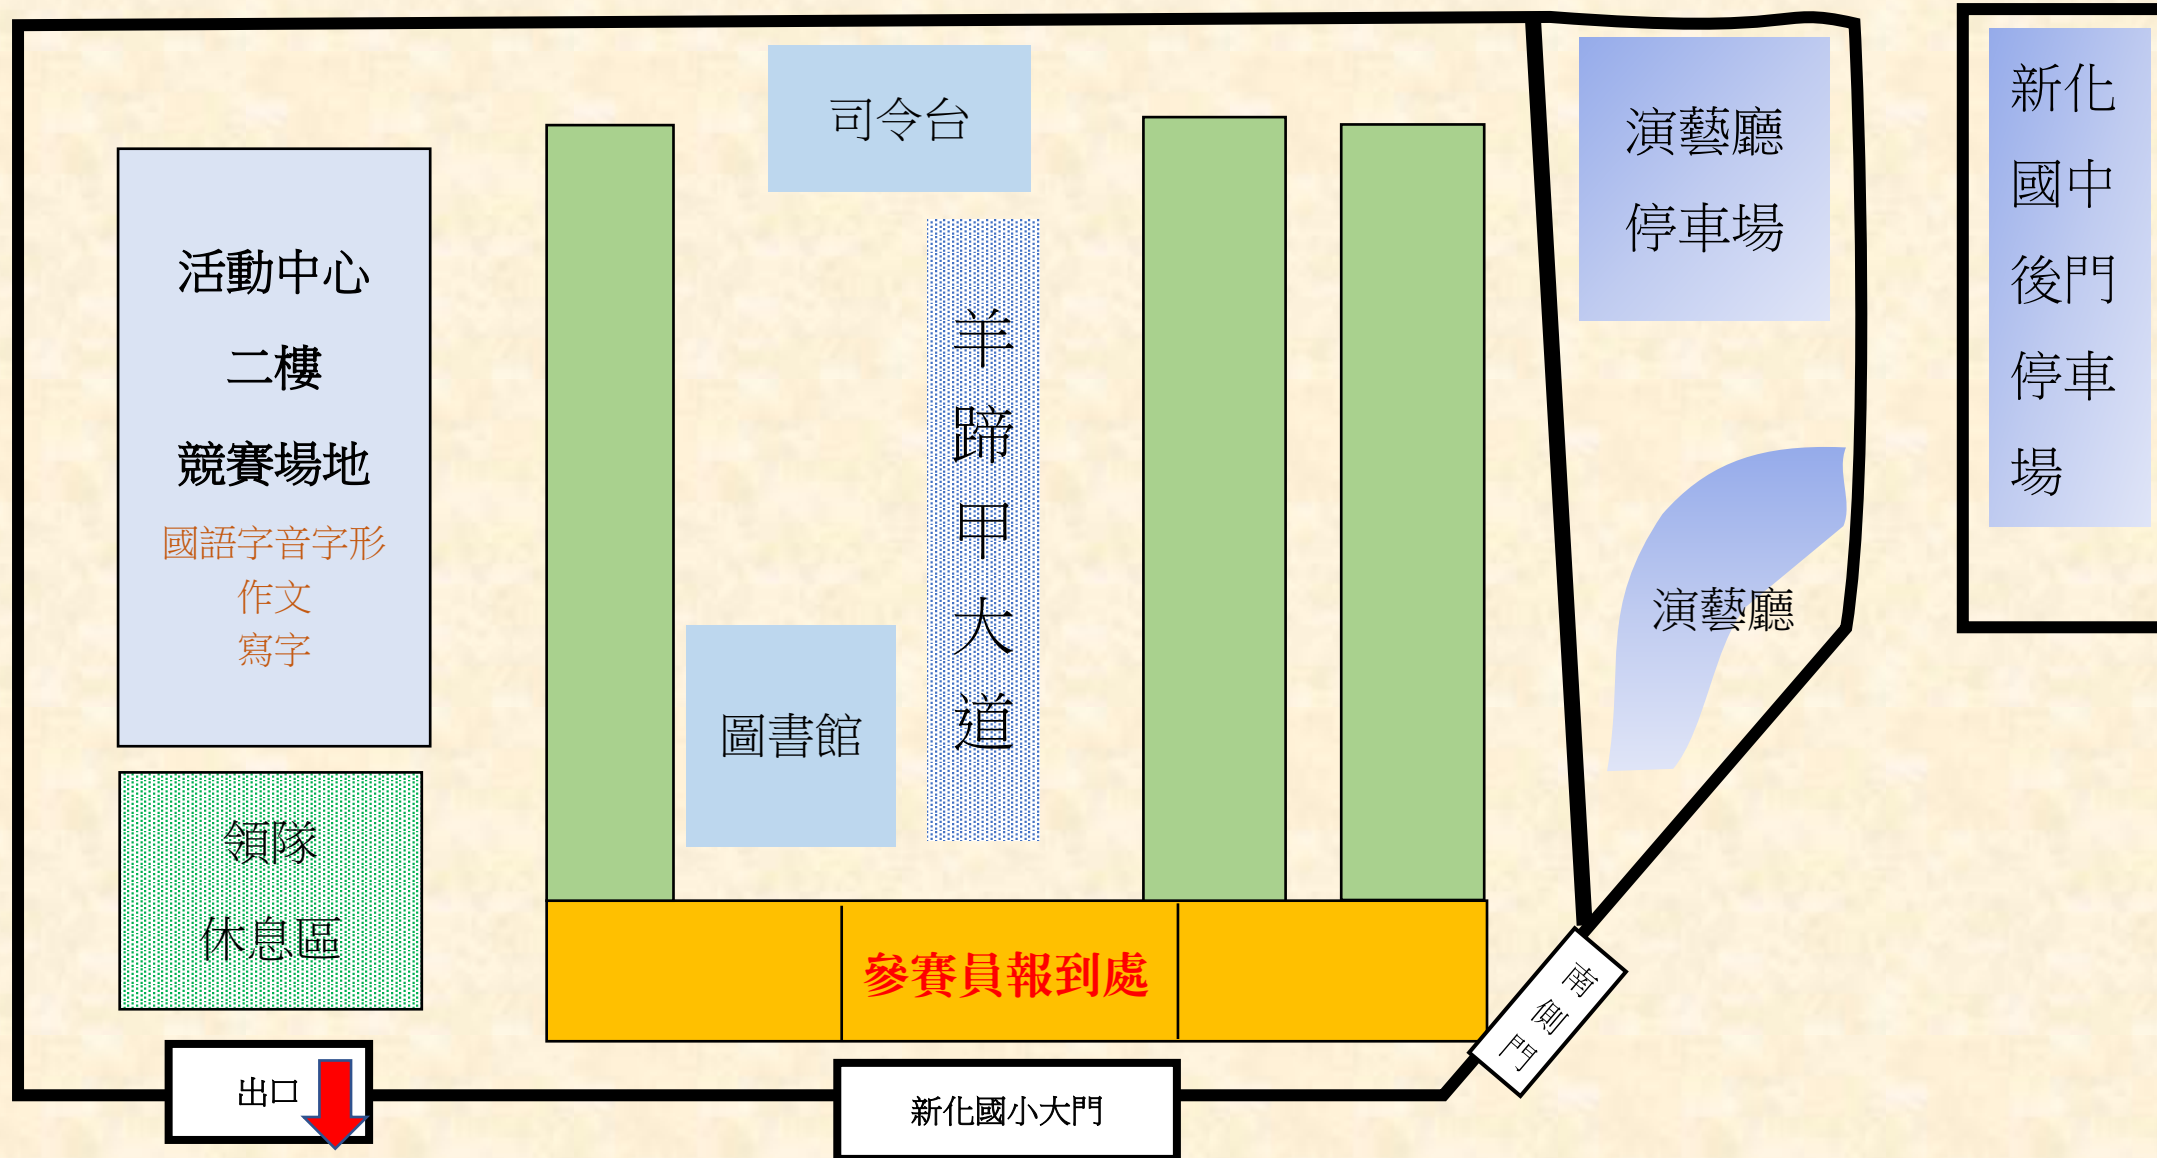 司令台
演藝廳
停車場
新化
國中
後門
停車
場
活動中心
二樓
競賽場地
國語字音字形
作文
寫字
羊
蹄
甲
大
道
演藝廳
圖書館
領隊
休息區
參賽員報到處
南側門
出口
新化國小大門